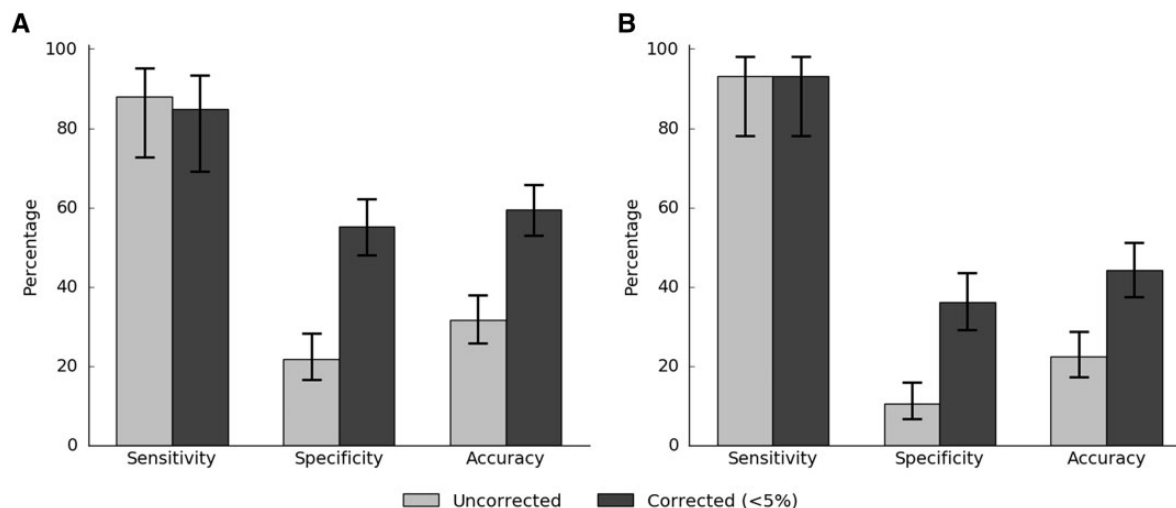 A
B
100
80
60
40
20
0
Percentage
Sensitivity
Specificity
Accuracy
100
80
60
40
20
0
Percentage
Sensitivity
Specificity
Accuracy
Uncorrected
Corrected (<5%)